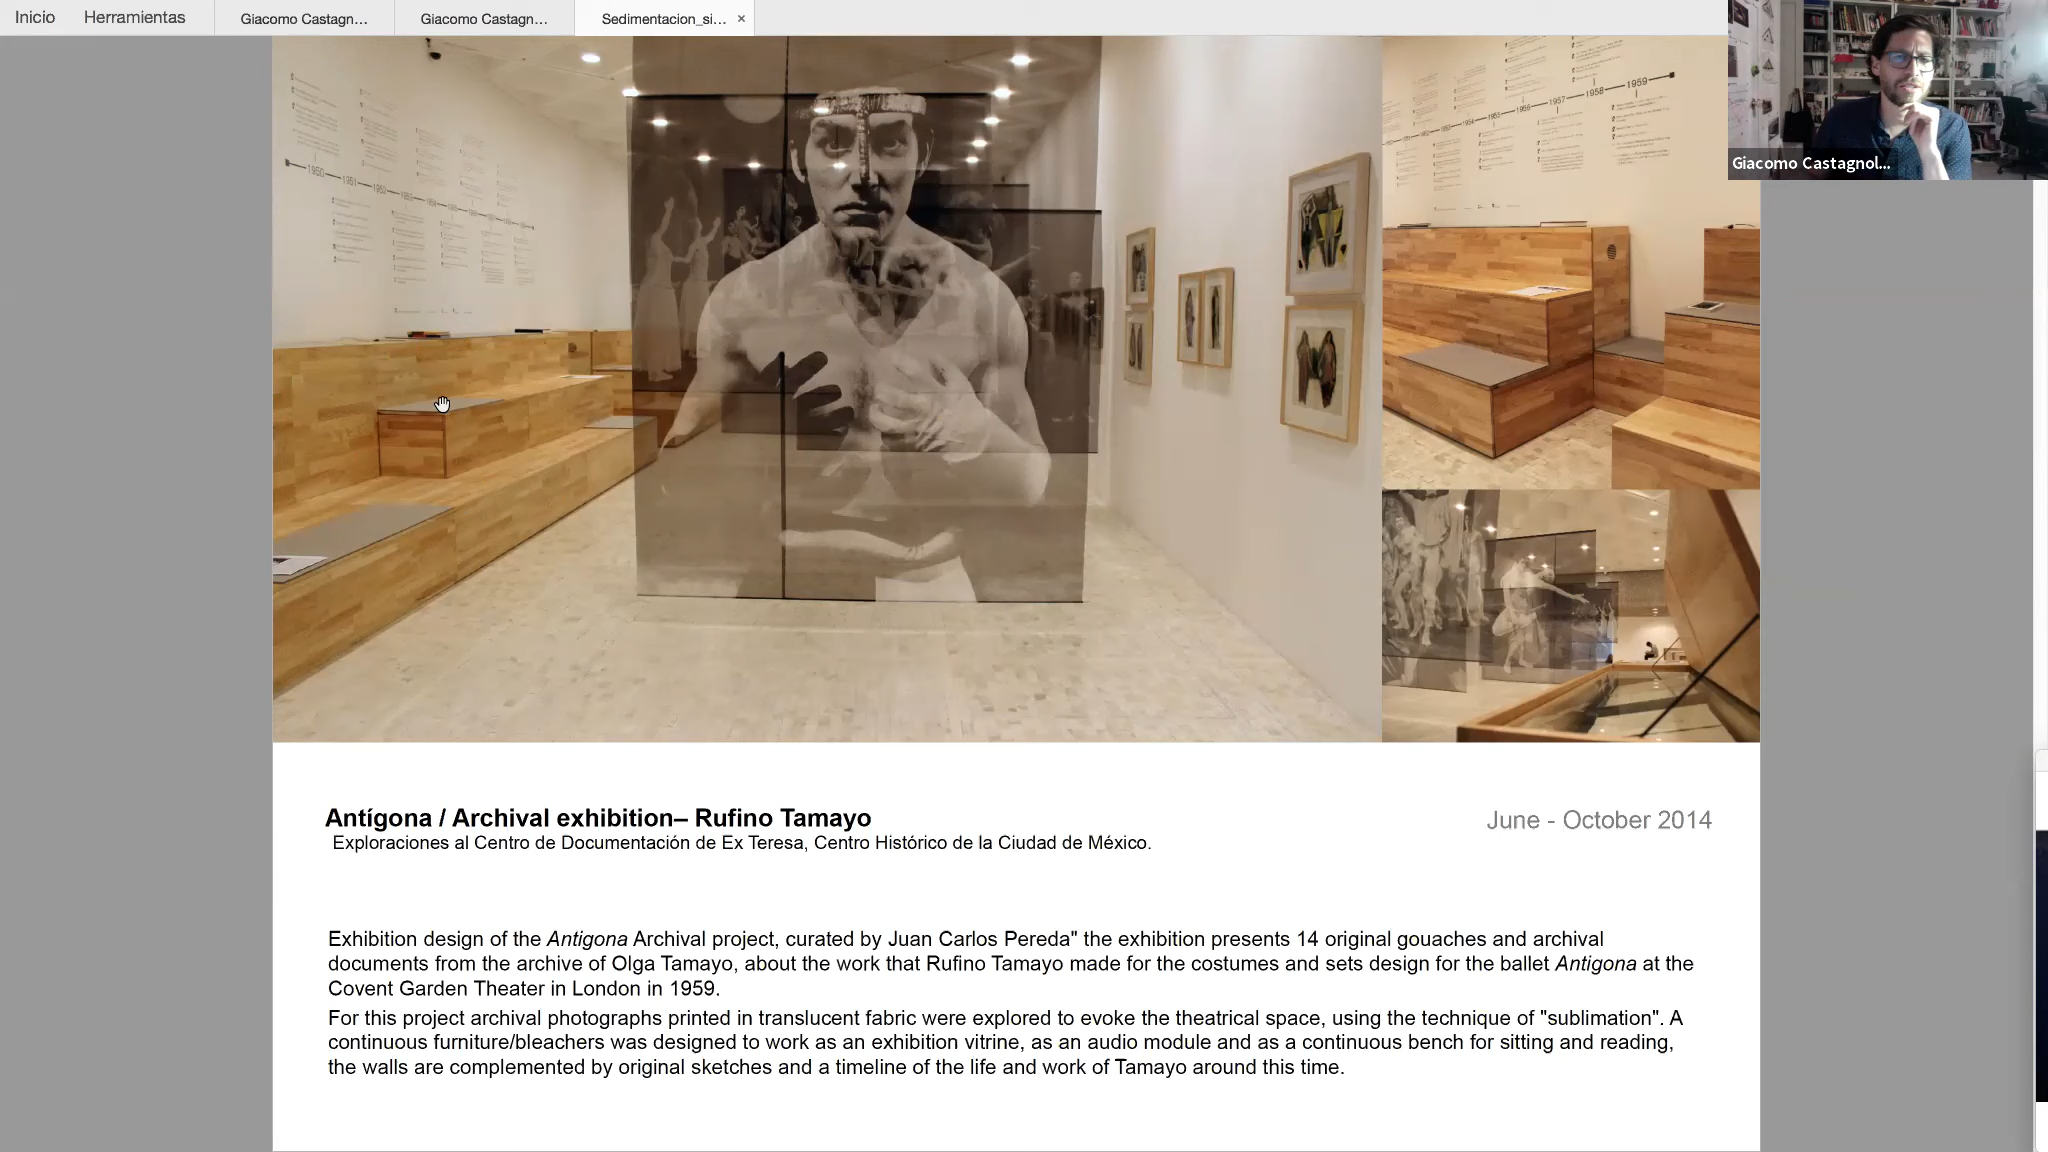 Inicio
Herramientas
Giacomo Castagn...
Giacomo Castagn...
Sedimentacion_si... ×
1950
1951
1952
1957
1958
1959
Giacomo Castagnol...
Antígona / Archival exhibition– Rufino Tamayo
June - October 2014
Exploraciones al Centro de Documentación de Ex Teresa, Centro Histórico de la Ciudad de México.
Exhibition design of the Antigona Archival project, curated by Juan Carlos Pereda" the exhibition presents 14 original gouaches and archival
documents from the archive of Olga Tamayo, about the work that Rufino Tamayo made for the costumes and sets design for the ballet Antigona at the
Covent Garden Theater in London in 1959.
For this project archival photographs printed in translucent fabric were explored to evoke the theatrical space, using the technique of "sublimation". A
continuous furniture/bleachers was designed to work as an exhibition vitrine, as an audio module and as a continuous bench for sitting and reading,
the walls are complemented by original sketches and a timeline of the life and work of Tamayo around this time.